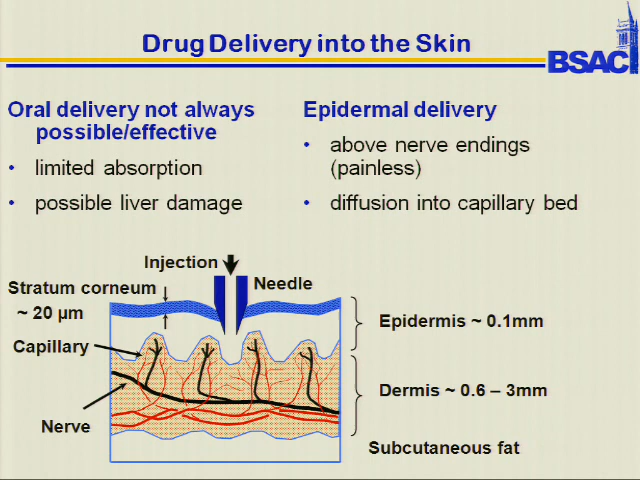 Drug Delivery into the Skin
BSAC
Oral delivery not always
possible/effective
• limited absorption
• possible liver damage
Epidermal delivery
• above nerve endings
(painless)
• diffusion into capillary bed
Injection
Needle
Stratum corneum
~ 20 µm
Capillary
Nerve
Epidermis ~ 0.1mm
Dermis ~ 0.6 – 3mm
Subcutaneous fat